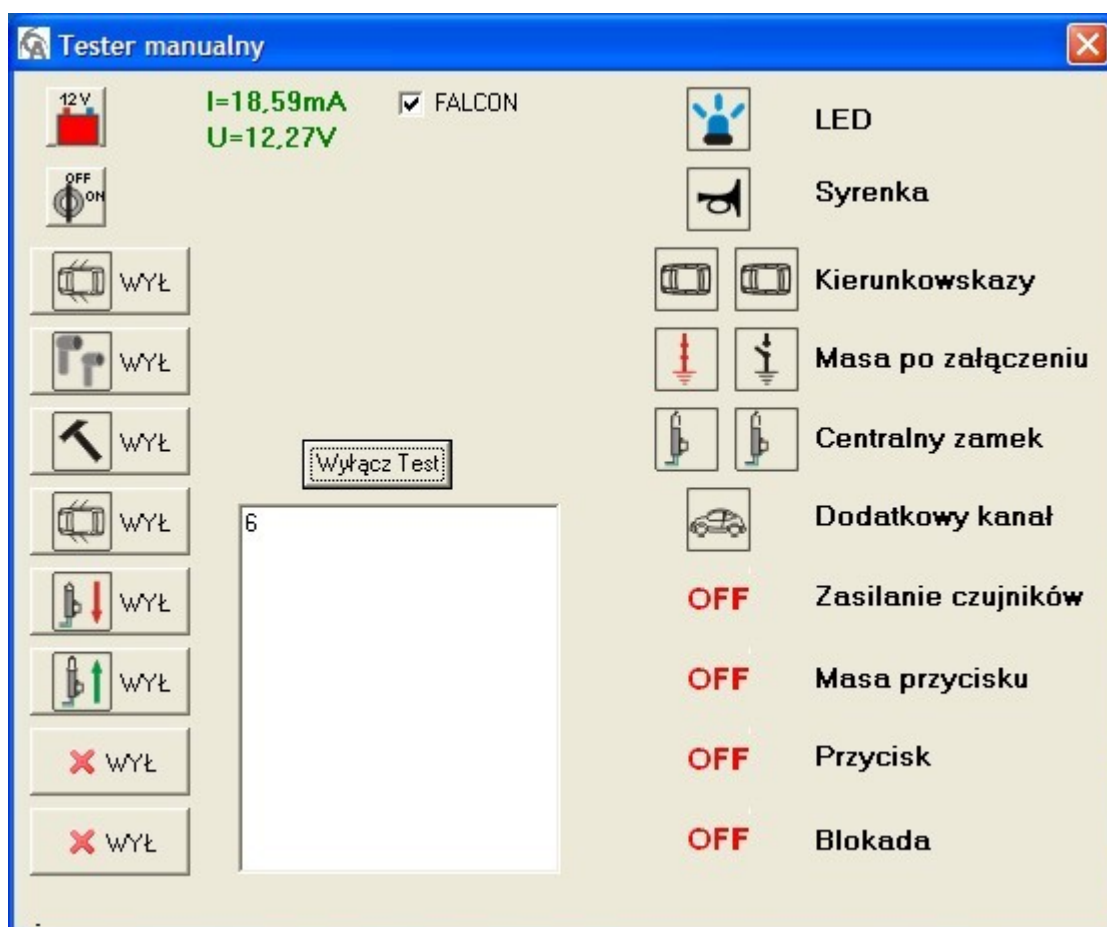 Tester manualny
12V
I=18,59mA
U=12,27V
FALCON
LED
OFF
ON
Syrenka
WYŁ
Kierunkowskazy
WYŁ
Masa po załączeniu
WYŁ
Centralny zamek
Wyłącz Test
WYŁ
6
Dodatkowy kanał
WYŁ
OFF
Zasilanie czujników
WYŁ
OFF
Masa przycisku
WYŁ
OFF
Przycisk
WYŁ
OFF
Blokada